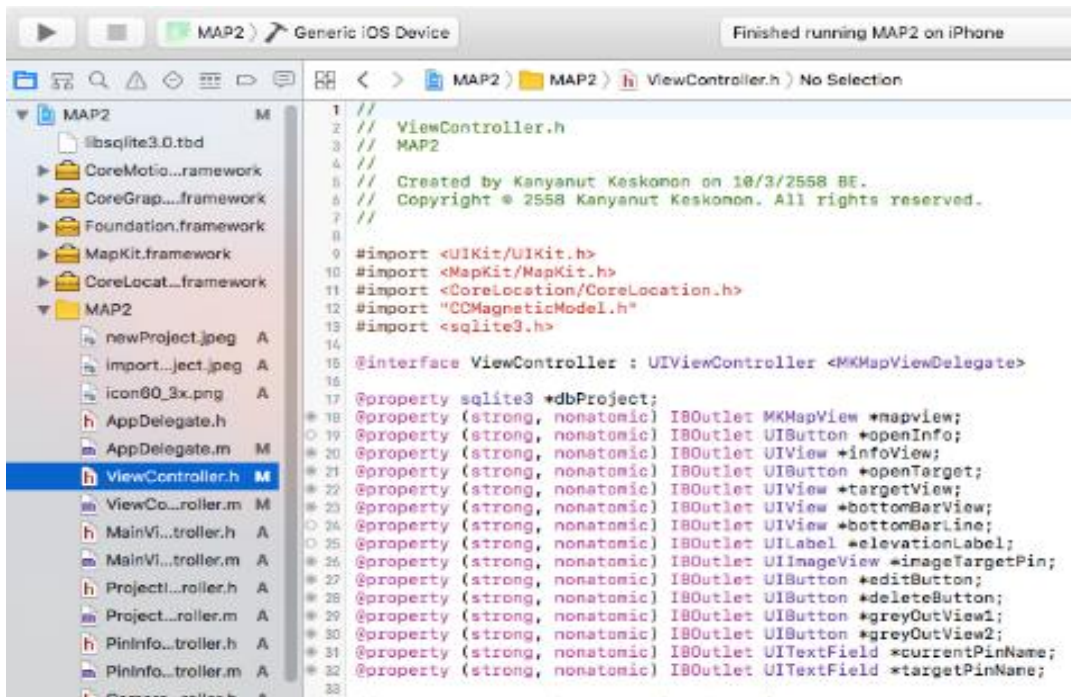 MAP2 〉 Generic iOS Device
Finished running MAP2 on iPhone
MAP2 〉 MAP2 〉 h ViewController.h 〉 No Selection
MAP2 M
libsqlite3.0.tbd
CoreMotio...ramework
CoreGrap....framework
Foundation.framework
MapKit.framework
CoreLocat...framework
MAP2
newProject.jpeg A
import...ject.jpeg A
icon60_3x.png A
h AppDelegate.h
m AppDelegate.m M
h ViewController.h M
m ViewCo...roller.m M
h MainVi...troller.h A
m MainVi...troller.m A
h ProjectI...roller.h A
m Project...roller.m A
h PinInfo...troller.h A
m PinInfo...troller.m A
1 //
2 // ViewController.h
3 // MAP2
4 //
5 // Created by Kanyanut Keskomon on 10/3/2558 BE.
6 // Copyright © 2558 Kanyanut Keskomon. All rights reserved.
7 //
8
9 #import <UIKit/UIKit.h>
10 #import <MapKit/MapKit.h>
11 #import <CoreLocation/CoreLocation.h>
12 #import "CCMagneticModel.h"
13 #import <sqlite3.h>
14
15 @interface ViewController : UIViewController <MKMapViewDelegate>
16
17 @property sqlite3 *dbProject;
18 @property (strong, nonatomic) IBOutlet MKMapView *mapview;
19 @property (strong, nonatomic) IBOutlet UIButton *openInfo;
20 @property (strong, nonatomic) IBOutlet UIView *infoView;
21 @property (strong, nonatomic) IBOutlet UIButton *openTarget;
22 @property (strong, nonatomic) IBOutlet UIView *targetView;
23 @property (strong, nonatomic) IBOutlet UIView *bottomBarView;
24 @property (strong, nonatomic) IBOutlet UIView *bottomBarLine;
25 @property (strong, nonatomic) IBOutlet UILabel *elevationLabel;
26 @property (strong, nonatomic) IBOutlet UIImageView *imageTargetPin;
27 @property (strong, nonatomic) IBOutlet UIButton *editButton;
28 @property (strong, nonatomic) IBOutlet UIButton *deleteButton;
29 @property (strong, nonatomic) IBOutlet UIButton *greyOutView1;
30 @property (strong, nonatomic) IBOutlet UIButton *greyOutView2;
31 @property (strong, nonatomic) IBOutlet UITextField *currentPinName;
32 @property (strong, nonatomic) IBOutlet UITextField *targetPinName;
33